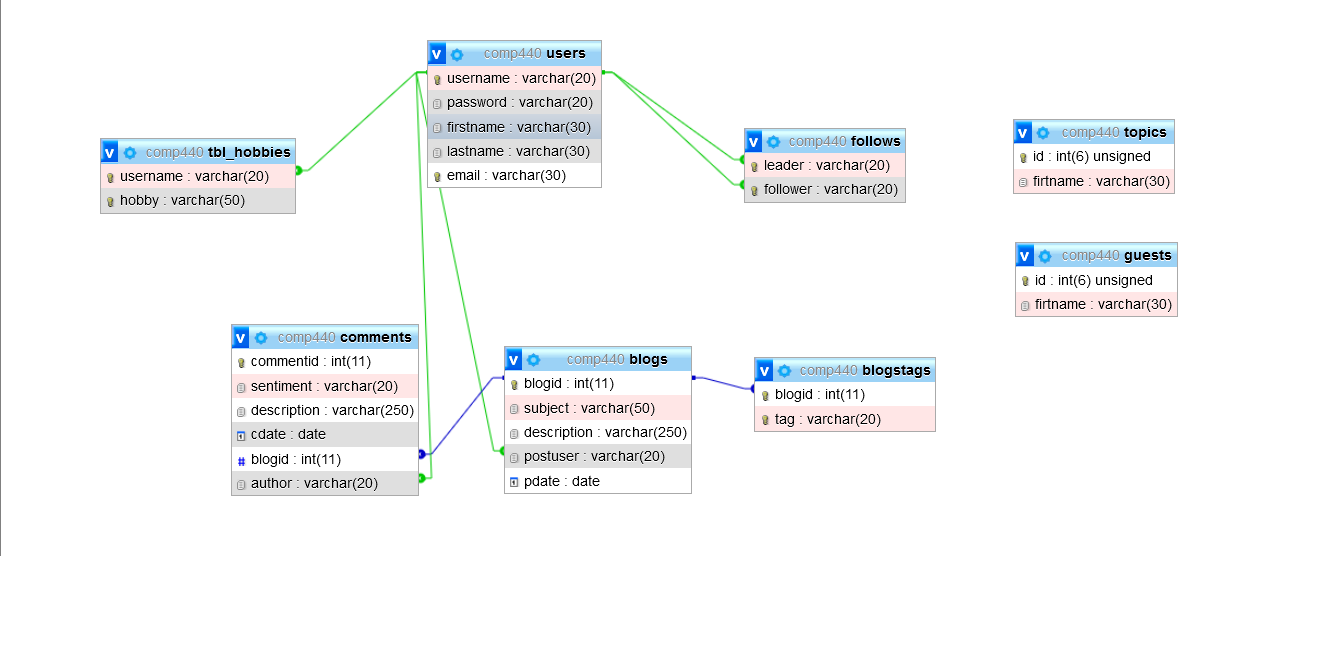 v comp440 users
username : varchar(20)
password : varchar(20)
firstname : varchar(30)
lastname : varchar(30)
email : varchar(30)
v comp440 tbl_hobbies
username : varchar(20)
hobby : varchar(50)
v comp440 follows
leader : varchar(20)
follower : varchar(20)
v comp440 topics
id : int(6) unsigned
firtname : varchar(30)
v comp440 guests
id : int(6) unsigned
firtname : varchar(30)
v comp440 comments
commentid : int(11)
sentiment : varchar(20)
description : varchar(250)
cdate : date
# blogid : int(11)
author : varchar(20)
v comp440 blogs
blogid : int(11)
subject : varchar(50)
description : varchar(250)
postuser : varchar(20)
pdate : date
v comp440 blogstags
blogid : int(11)
tag : varchar(20)